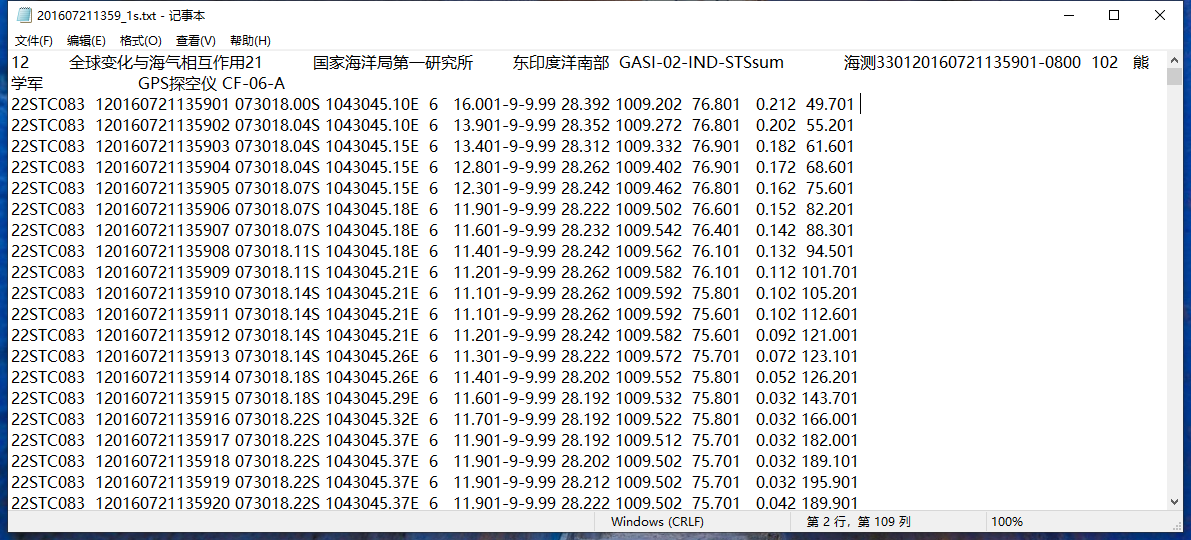 201607211359_1s.txt - 记事本
文件(F) 编辑(E) 格式(O) 查看(V) 帮助(H)
12 全球变化与海气相互作用21 国家海洋局第一研究所 东印度洋南部 GASI-02-IND-STSsum 海测330120160721135901-0800 102 熊
学军 GPS探空仪 CF-06-A
22STC083 120160721135901 073018.00S 1043045.10E 6 16.001-9-9.99 28.392 1009.202 76.801 0.212 49.701
22STC083 120160721135902 073018.04S 1043045.10E 6 13.901-9-9.99 28.352 1009.272 76.801 0.202 55.201
22STC083 120160721135903 073018.04S 1043045.15E 6 13.401-9-9.99 28.312 1009.332 76.901 0.182 61.601
22STC083 120160721135904 073018.04S 1043045.15E 6 12.801-9-9.99 28.262 1009.402 76.901 0.172 68.601
22STC083 120160721135905 073018.07S 1043045.15E 6 12.301-9-9.99 28.242 1009.462 76.801 0.162 75.601
22STC083 120160721135906 073018.07S 1043045.18E 6 11.901-9-9.99 28.222 1009.502 76.601 0.152 82.201
22STC083 120160721135907 073018.07S 1043045.18E 6 11.601-9-9.99 28.232 1009.542 76.401 0.142 88.301
22STC083 120160721135908 073018.11S 1043045.18E 6 11.401-9-9.99 28.242 1009.562 76.101 0.132 94.501
22STC083 120160721135909 073018.11S 1043045.21E 6 11.201-9-9.99 28.262 1009.582 76.101 0.112 101.701
22STC083 120160721135910 073018.14S 1043045.21E 6 11.101-9-9.99 28.262 1009.592 75.801 0.102 105.201
22STC083 120160721135911 073018.14S 1043045.21E 6 11.101-9-9.99 28.262 1009.592 75.601 0.102 112.601
22STC083 120160721135912 073018.14S 1043045.21E 6 11.201-9-9.99 28.242 1009.582 75.601 0.092 121.001
22STC083 120160721135913 073018.14S 1043045.26E 6 11.301-9-9.99 28.222 1009.572 75.701 0.072 123.101
22STC083 120160721135914 073018.18S 1043045.26E 6 11.401-9-9.99 28.202 1009.552 75.801 0.052 126.201
22STC083 120160721135915 073018.18S 1043045.29E 6 11.601-9-9.99 28.192 1009.532 75.801 0.032 143.701
22STC083 120160721135916 073018.22S 1043045.32E 6 11.701-9-9.99 28.192 1009.522 75.801 0.032 166.001
22STC083 120160721135917 073018.22S 1043045.37E 6 11.901-9-9.99 28.192 1009.512 75.701 0.032 182.001
22STC083 120160721135918 073018.22S 1043045.37E 6 11.901-9-9.99 28.202 1009.502 75.701 0.032 189.101
22STC083 120160721135919 073018.22S 1043045.37E 6 11.901-9-9.99 28.212 1009.502 75.701 0.032 195.901
22STC083 120160721135920 073018.22S 1043045.37E 6 11.901-9-9.99 28.222 1009.502 75.701 0.042 189.901
Windows (CRLF) 第 2 行，第 109 列 100%